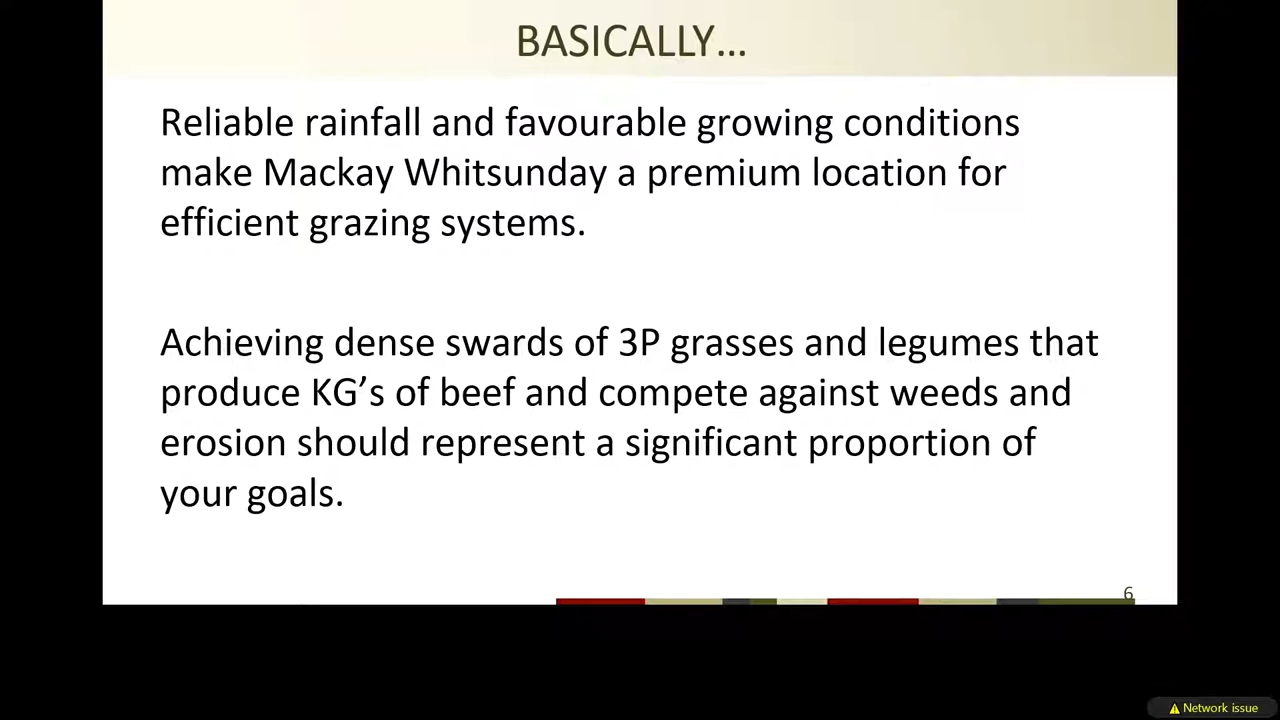 BASICALLY...
Reliable rainfall and favourable growing conditions
make Mackay Whitsunday a premium location for
efficient grazing systems.
Achieving dense swards of 3P grasses and legumes that
produce KG’s of beef and compete against weeds and
erosion should represent a significant proportion of
your goals.
6
Network issue